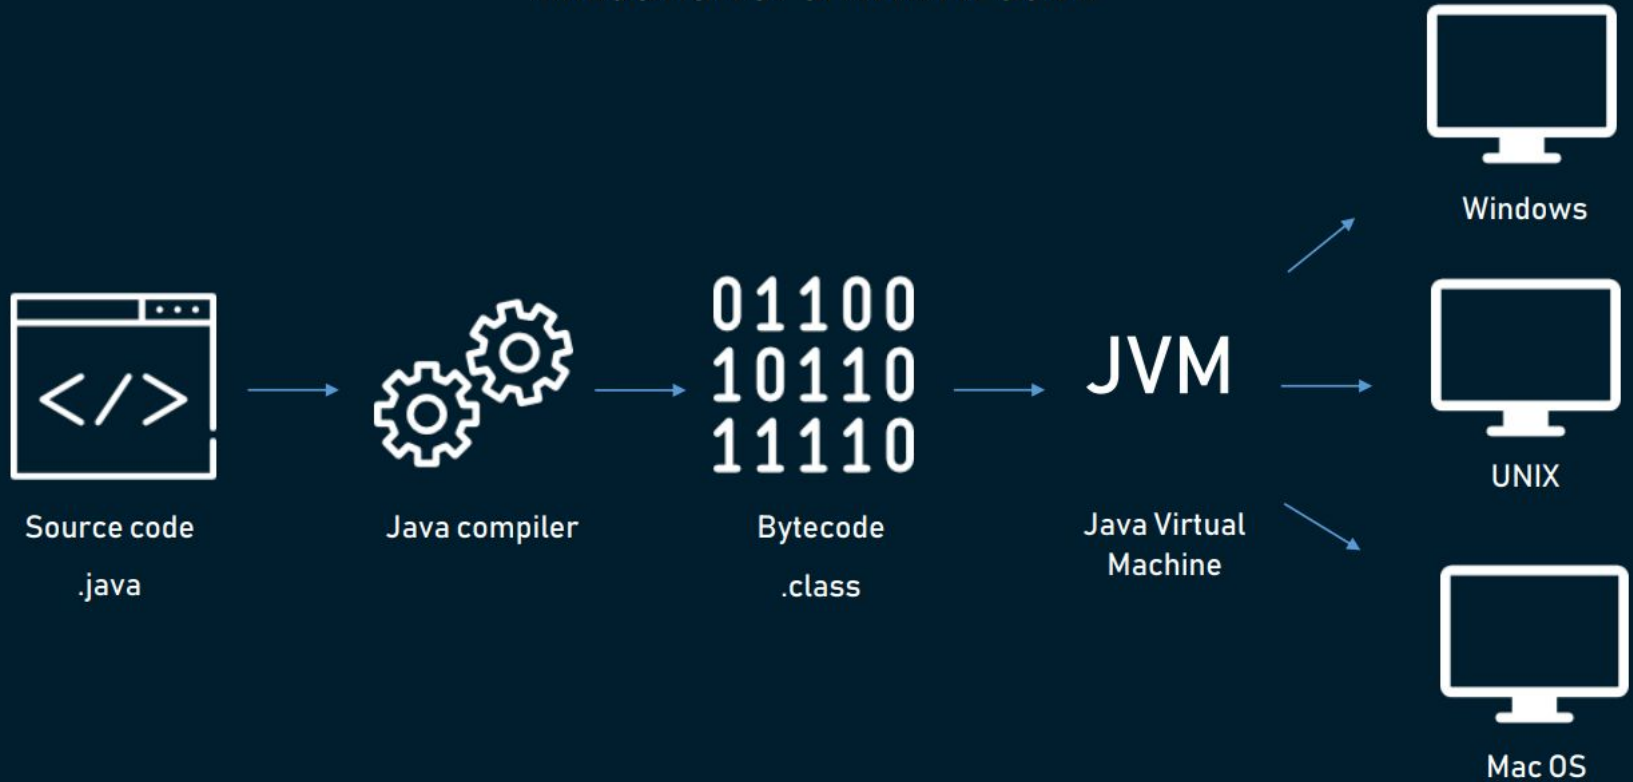 Windows
01100
10110
11110
JVM
</>
UNIX
Source code
.java
Java compiler
Bytecode
.class
Java Virtual
Machine
Mac OS